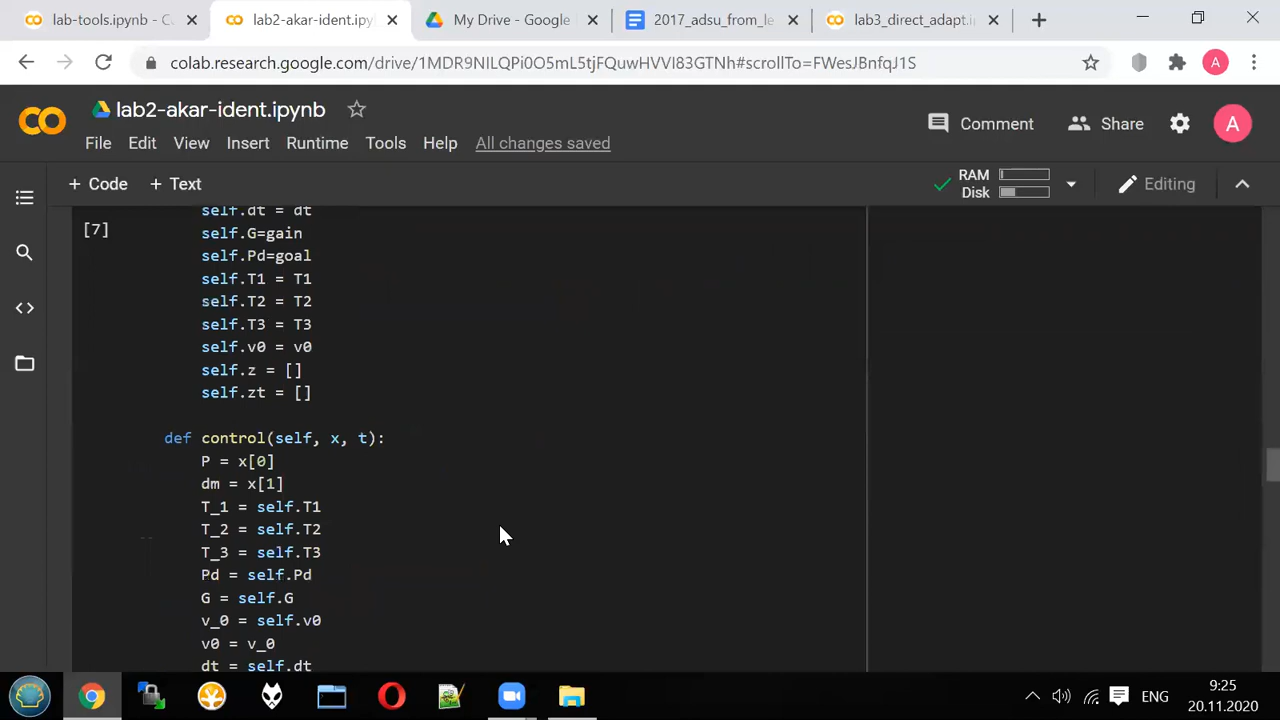 lab-tools.ipynb - C
lab2-akar-ident.ipynb
My Drive - Google
2017_adsu_from_le
lab3_direct_adapt.i
colab.research.google.com/drive/1MDR9NILQPi0O5mL5tjFQuwHVVI83GTNh#scrollTo=FWesJBnfqJ1S
A
lab2-akar-ident.ipynb
Comment
Share
A
File Edit View Insert Runtime Tools Help All changes saved
+ Code + Text
RAM
Disk
Editing
[7]
self.dt = dt
self.G=gain
self.Pd=goal
self.T1 = T1
self.T2 = T2
self.T3 = T3
self.v0 = v0
self.z = []
self.zt = []
def control(self, x, t):
P = x[0]
dm = x[1]
T_1 = self.T1
T_2 = self.T2
T_3 = self.T3
Pd = self.Pd
G = self.G
v_0 = self.v0
v0 = v_0
dt = self.dt
ENG
9:25
20.11.2020